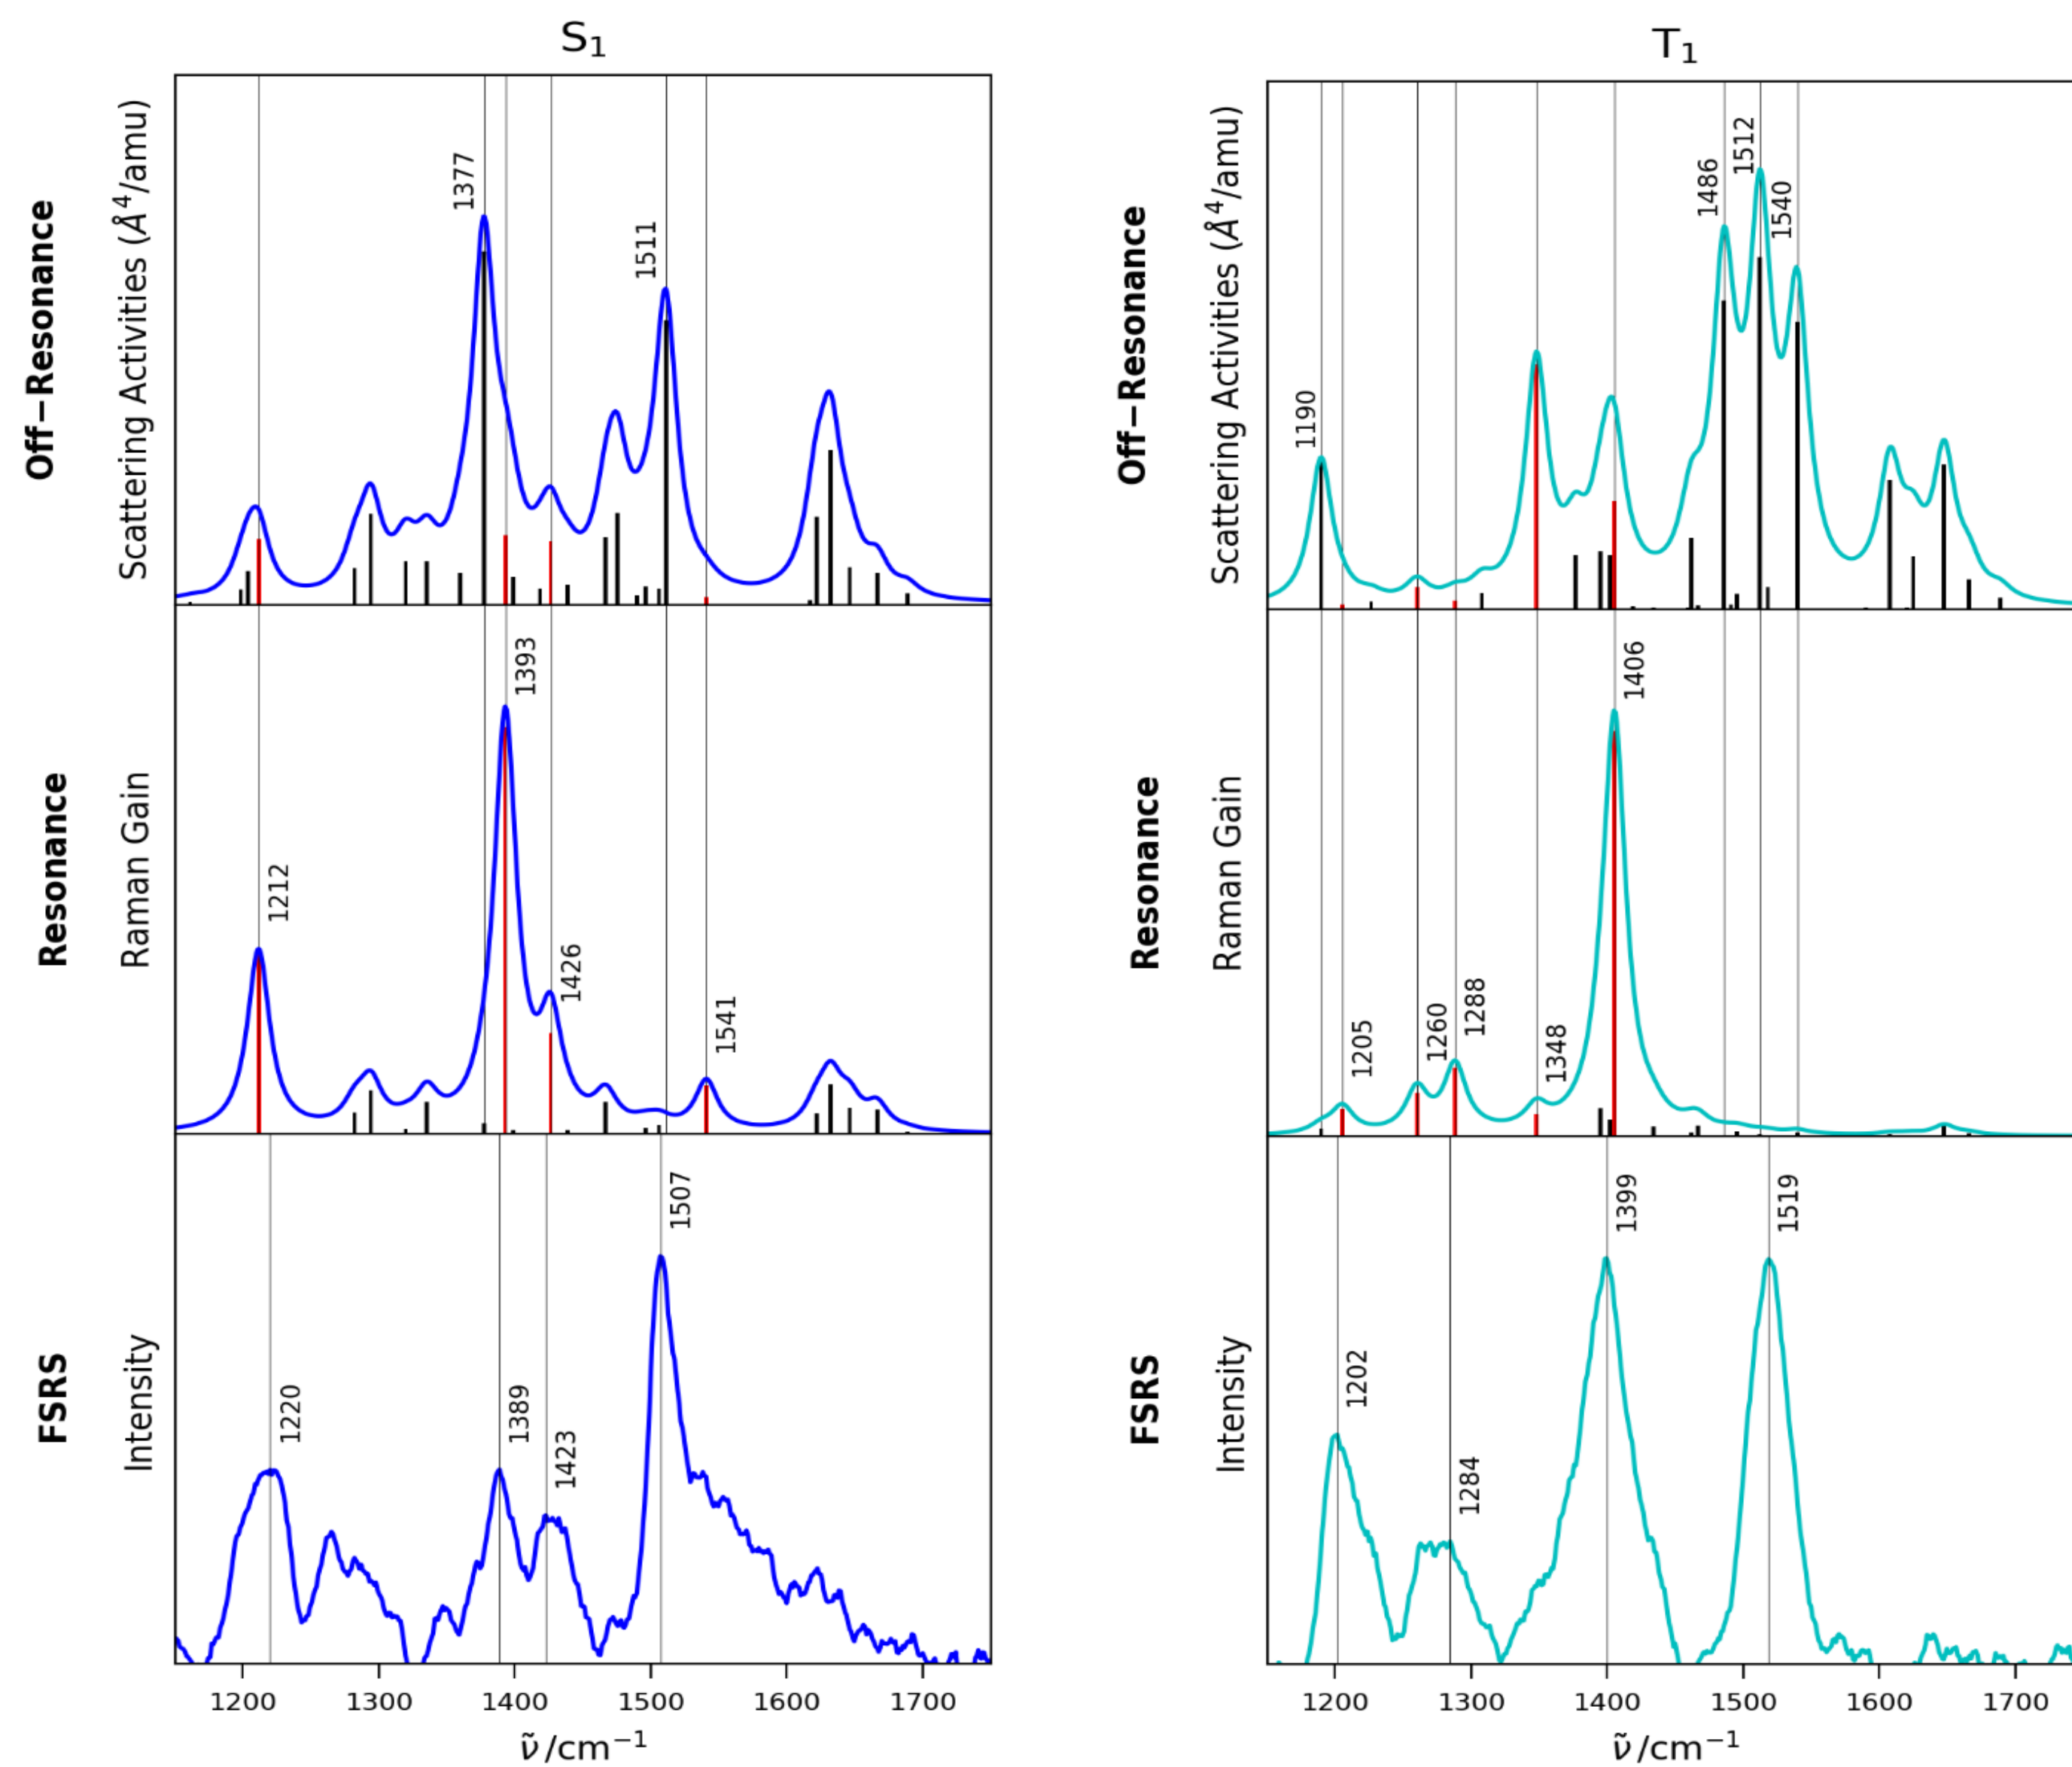 S₁
Off−Resonance
Scattering Activities (Å⁴/amu)
1377
1511
Resonance
Raman Gain
1212
1393
1426
1541
FSRS
Intensity
1220
1389
1423
1507
1200 1300 1400 1500 1600 1700
ν̃ /cm⁻¹
T₁
Off−Resonance
Scattering Activities (Å⁴/amu)
1190
1486
1512
1540
Resonance
Raman Gain
1205
1260
1288
1348
1406
FSRS
Intensity
1202
1284
1399
1519
1200 1300 1400 1500 1600 1700
ν̃ /cm⁻¹